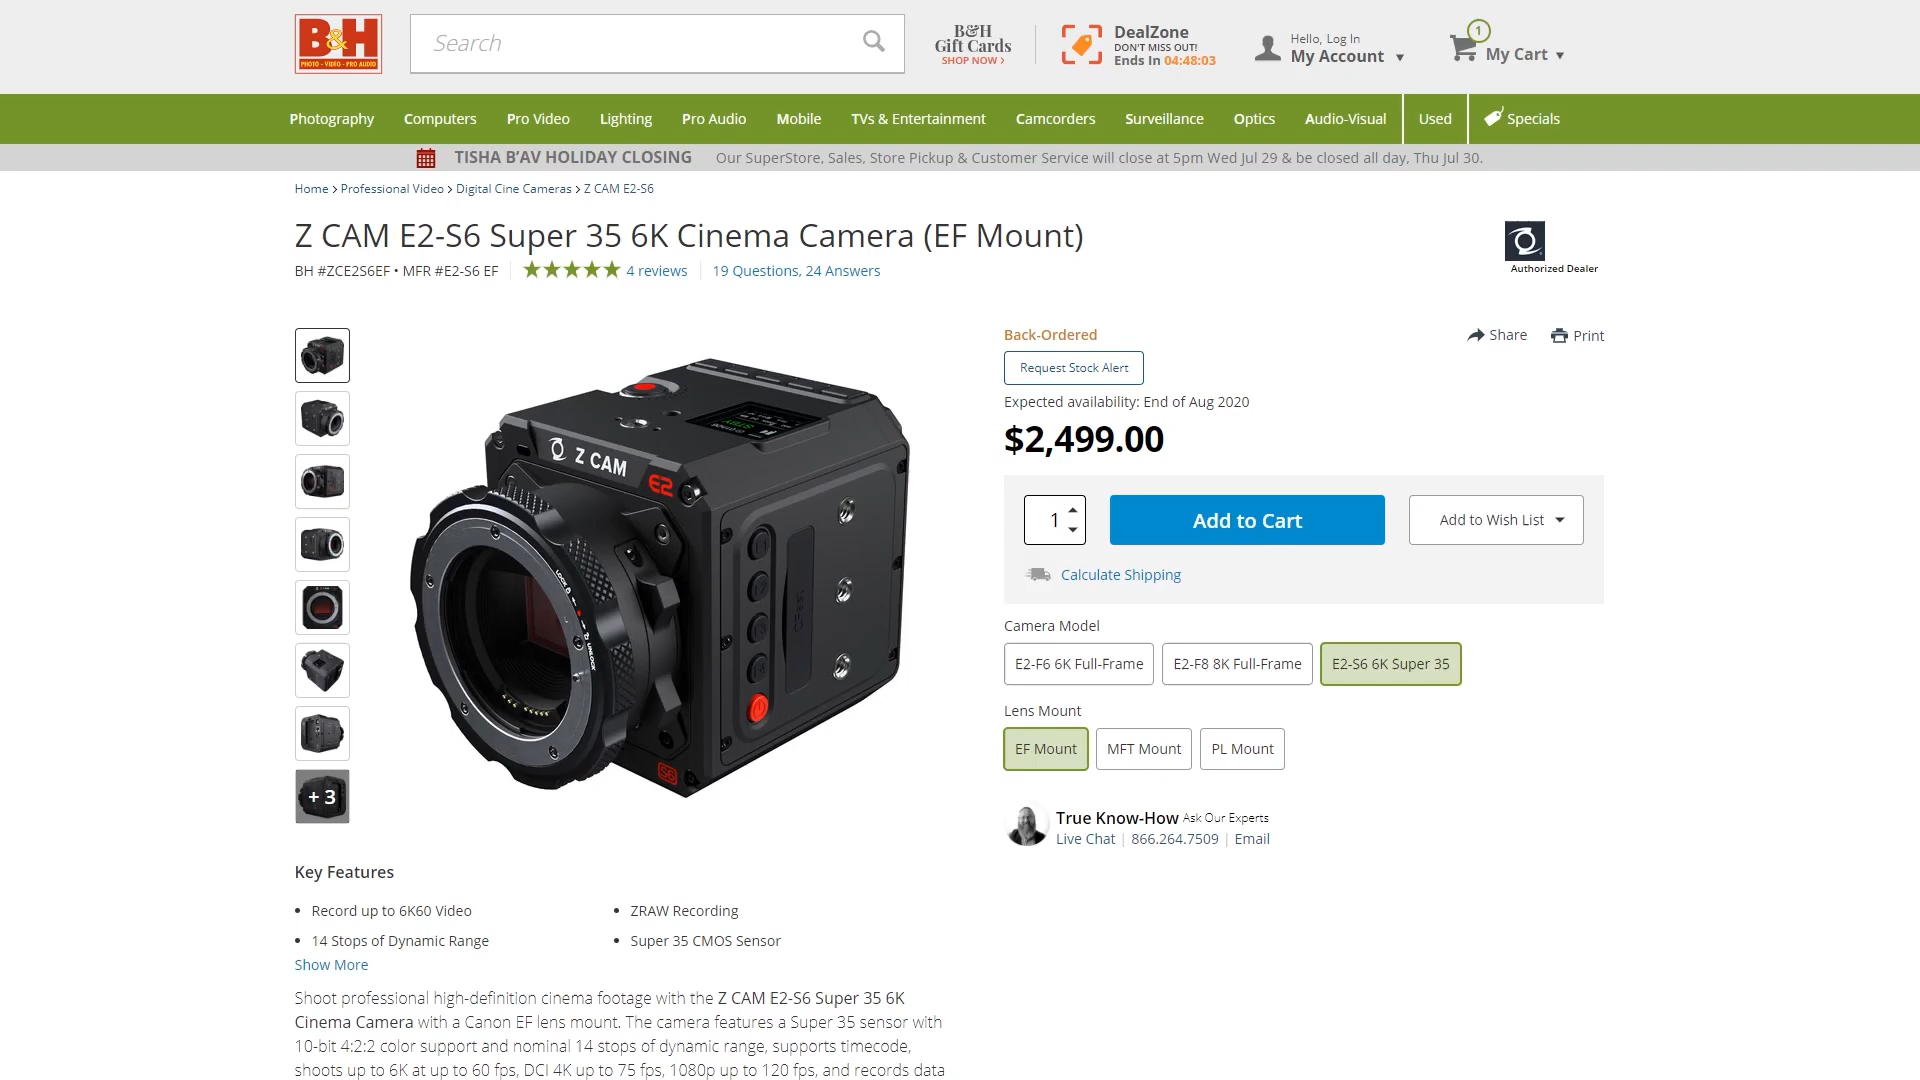 B&H
PHOTO - VIDEO - PRO AUDIO
Search
B&H
Gift Cards
SHOP NOW ›
DealZone
DON'T MISS OUT!
Ends In 04:48:03
Hello, Log In
My Account
1
My Cart
Photography Computers Pro Video Lighting Pro Audio Mobile TVs & Entertainment Camcorders Surveillance Optics Audio-Visual Used Specials
TISHA B'AV HOLIDAY CLOSING Our SuperStore, Sales, Store Pickup & Customer Service will close at 5pm Wed Jul 29 & be closed all day, Thu Jul 30.
Home › Professional Video › Digital Cine Cameras › Z CAM E2-S6
Z CAM E2-S6 Super 35 6K Cinema Camera (EF Mount)
BH #ZCE2S6EF • MFR #E2-S6 EF
4 reviews
19 Questions, 24 Answers
Authorized Dealer
Z CAM
E2
LOCK
UNLOCK
CFast
S6
+ 3
Back-Ordered
Share
Print
Request Stock Alert
Expected availability: End of Aug 2020
$2,499.00
1
Add to Cart
Add to Wish List
Calculate Shipping
Camera Model
E2-F6 6K Full-Frame
E2-F8 8K Full-Frame
E2-S6 6K Super 35
Lens Mount
EF Mount
MFT Mount
PL Mount
True Know-How Ask Our Experts
Live Chat | 866.264.7509 | Email
Key Features
• Record up to 6K60 Video
• ZRAW Recording
• 14 Stops of Dynamic Range
• Super 35 CMOS Sensor
Show More
Shoot professional high-definition cinema footage with the Z CAM E2-S6 Super 35 6K
Cinema Camera with a Canon EF lens mount. The camera features a Super 35 sensor with
10-bit 4:2:2 color support and nominal 14 stops of dynamic range, supports timecode,
shoots up to 6K at up to 60 fps, DCI 4K up to 75 fps, 1080p up to 120 fps, and records data